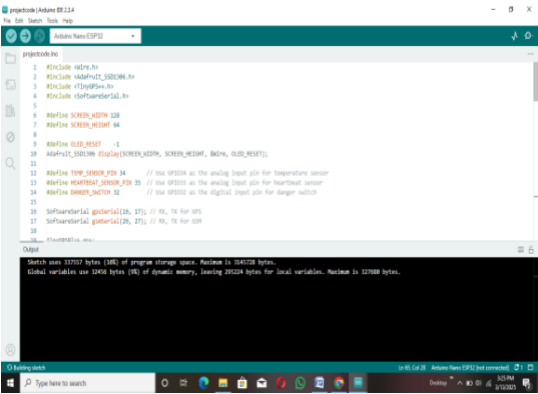 projectcode | Arduino IDE 2.3.4
File Edit Sketch Tools Help
Arduino Nano ESP32
projectcode.ino
1 #include <Wire.h>
2 #include <Adafruit_SSD1306.h>
3 #include <TinyGPS++.h>
4 #include <SoftwareSerial.h>
5
6 #define SCREEN_WIDTH 128
7 #define SCREEN_HEIGHT 64
8
9 #define OLED_RESET -1
10 Adafruit_SSD1306 display(SCREEN_WIDTH, SCREEN_HEIGHT, &Wire, OLED_RESET);
11
12 #define TEMP_SENSOR_PIN 34 // Use GPIO34 as the analog input pin for temperature sensor
13 #define HEARTBEAT_SENSOR_PIN 35 // Use GPIO35 as the analog input pin for heartbeat sensor
14 #define DANGER_SWITCH 32 // Use GPIO32 as the digital input pin for danger switch
15
16 SoftwareSerial gpsSerial(16, 17); // RX, TX for GPS
17 SoftwareSerial gsmSerial(26, 27); // RX, TX for GSM
18
TinyGPSPlus gps;
Output
Sketch uses 337557 bytes (10%) of program storage space. Maximum is 3145728 bytes.
Global variables use 32456 bytes (9%) of dynamic memory, leaving 295224 bytes for local variables. Maximum is 327680 bytes.
Building sketch
Ln 65, Col 28 Arduino Nano ESP32 [not connected] 1
Type here to search
Desktop
3:25 PM
3/13/2025